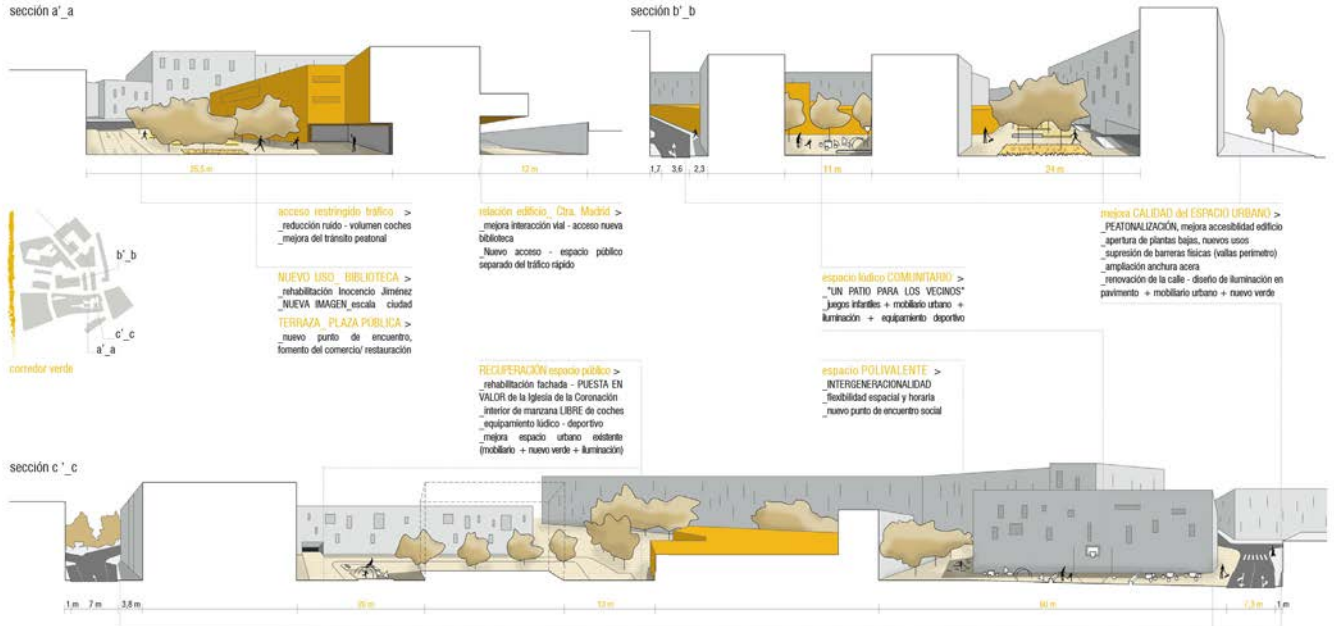 sección a'_a
sección b'_b
12 m
1,7 3,6 2,3
11 m
24 m
acceso restringido tráfico >
_reducción ruido - volumen coches
_mejora del tránsito peatonal
NUEVO USO_ BIBLIOTECA >
_rehabilitación Inocencio Jiménez
_NUEVA IMAGEN_escala ciudad
TERRAZA_ PLAZA PÚBLICA >
_nuevo punto de encuentro,
fomento del comercio/ restauración
relación edificio_ Ctra. Madrid >
_mejora interacción vial - acceso nueva
biblioteca
_Nuevo acceso - espacio público
separado del tráfico rápido
espacio lúdico COMUNITARIO >
_"UN PATIO PARA LOS VECINOS"
_juegos infantiles + mobiliario urbano +
iluminación + equipamiento deportivo
mejora CALIDAD del ESPACIO URBANO >
_PEATONALIZACIÓN, mejora accesiblidad edificio
_apertura de plantas bajas, nuevos usos
_supresión de barreras físicas (vallas perímetro)
_ampliación anchura acera
_renovación de la calle - diseño de iluminación en
pavimento + mobiliario urbano + nuevo verde
b'_b
c'_c
a'_a
corredor verde
RECUPERACIÓN espacio público >
_rehabilitación fachada - PUESTA EN
VALOR de la Iglesia de la Coronación
_interior de manzana LIBRE de coches
_equipamiento lúdico - deportivo
_mejora espacio urbano existente
(mobiliario + nuevo verde + iluminación)
espacio POLIVALENTE >
_INTERGENERACIONALIDAD
_flexibilidad espacial y horaria
_nuevo punto de encuentro social
sección c '_c
1 m 7 m 3,8 m
13 m
60 m
7,3 m
1 m